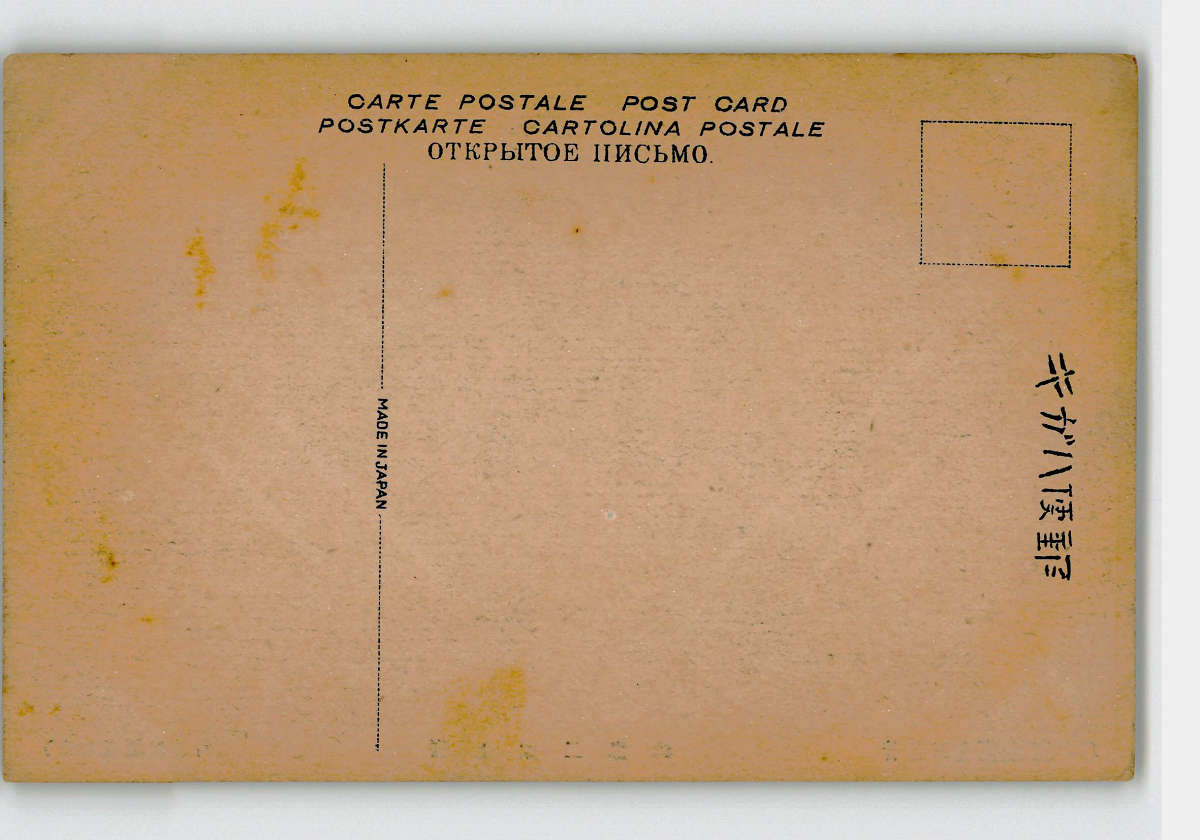 CARTE POSTALE POST CARD
POSTKARTE CARTOLINA POSTALE
ОТКРЫТОЕ ПИСЬМО.
MADE IN JAPAN
郵便ハガキ